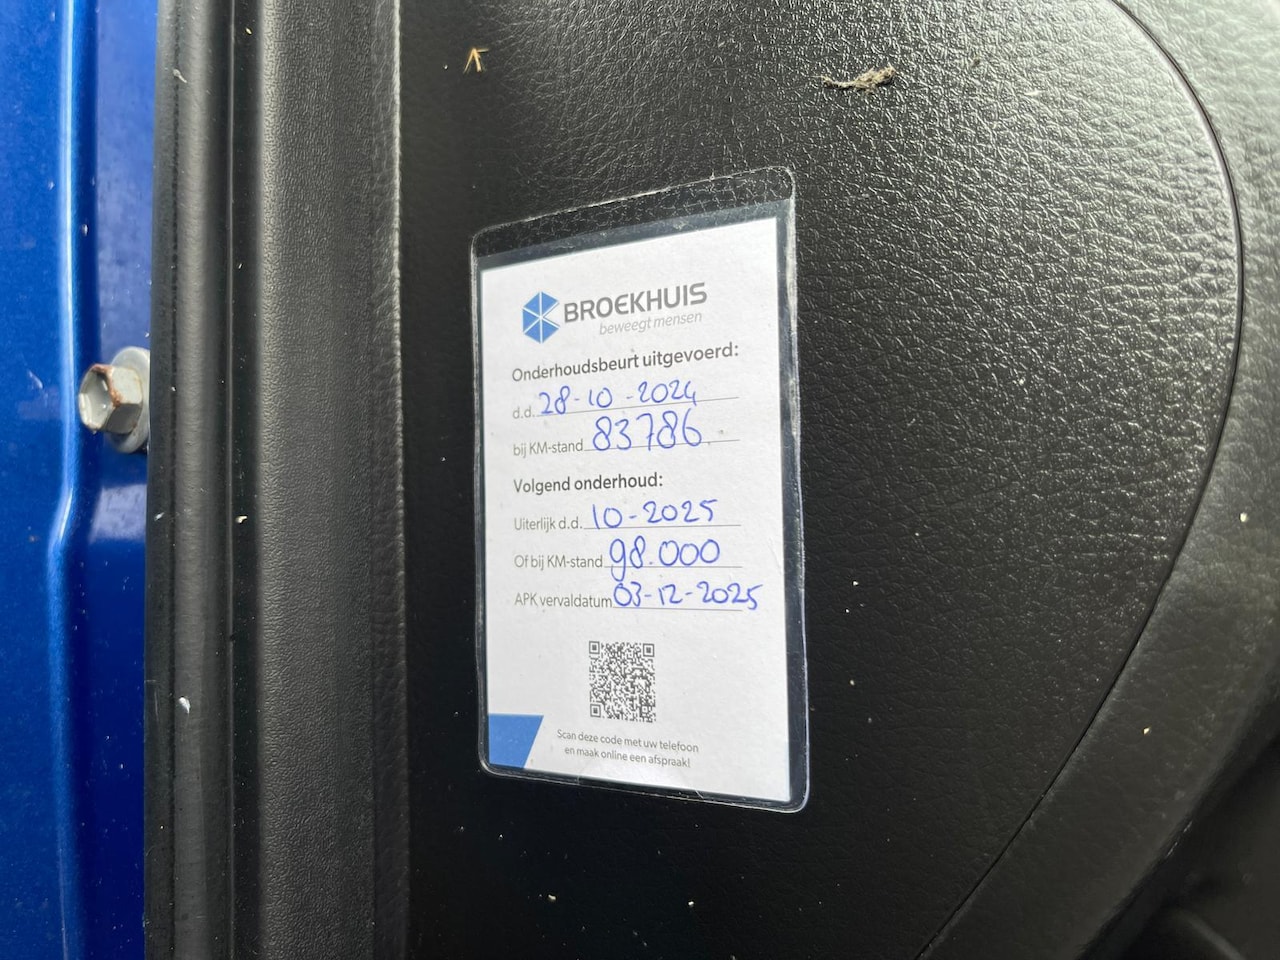 BROEKHUIS
beweegt mensen
Onderhoudsbeurt uitgevoerd:
d.d. 28-10-2024
bij KM-stand 83786
Volgend onderhoud:
Uiterlijk d.d. 10-2025
Of bij KM-stand 98.000
APK vervaldatum 03-12-2025
Scan deze code met uw telefoon
en maak online een afspraak!